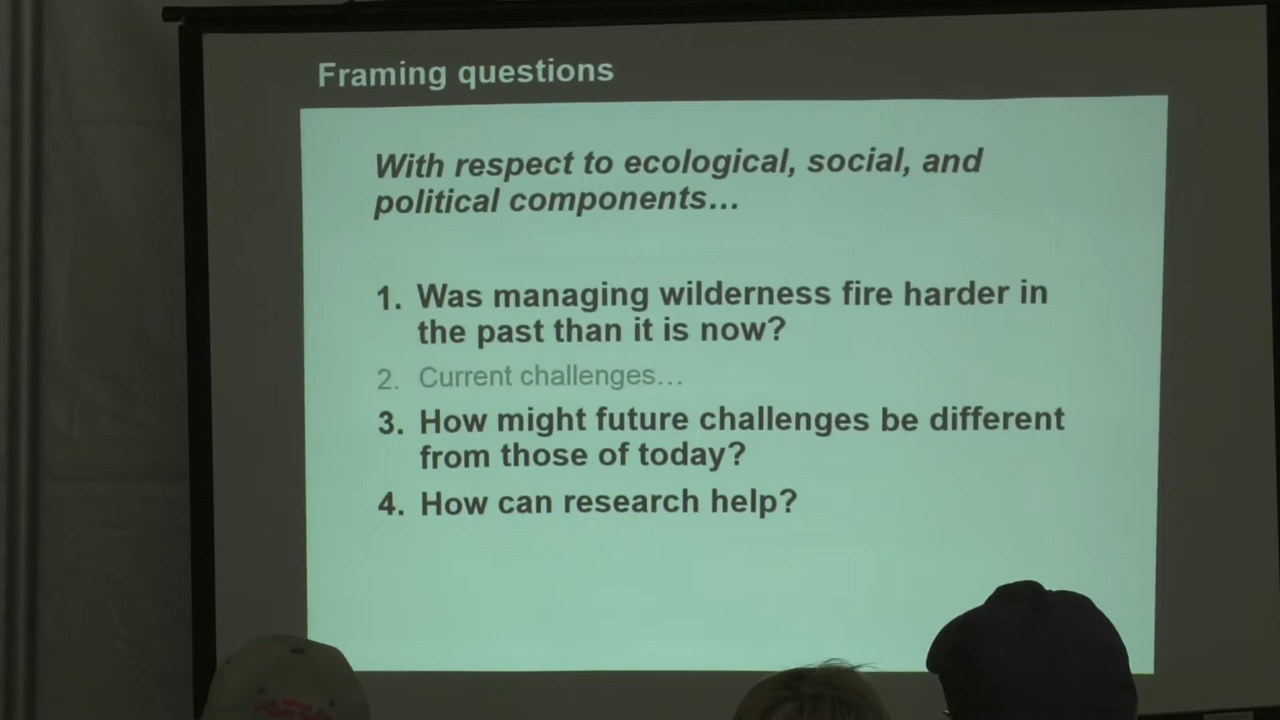 Framing questions
With respect to ecological, social, and
political components…
1. Was managing wilderness fire harder in
the past than it is now?
2. Current challenges…
3. How might future challenges be different
from those of today?
4. How can research help?